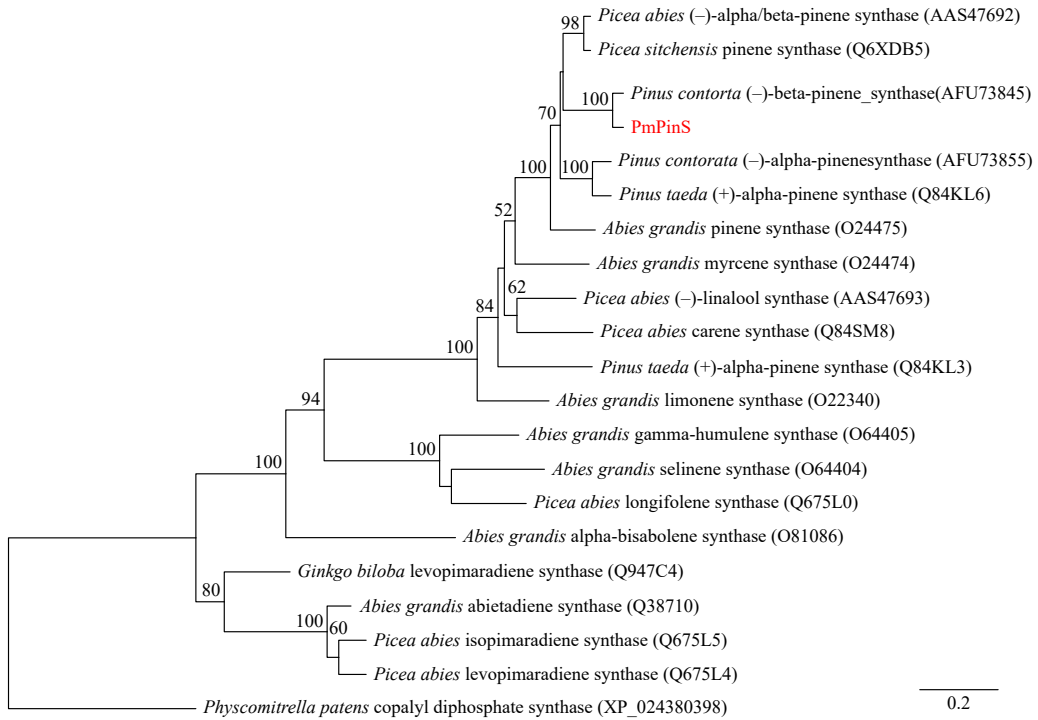 Picea abies (–)-alpha/beta-pinene synthase (AAS47692)
98
Picea sitchensis pinene synthase (Q6XDB5)
Pinus contorta (–)-beta-pinene_synthase(AFU73845)
100
70
PmPinS
Pinus contorata (–)-alpha-pinenesynthase (AFU73855)
100
100
Pinus taeda (+)-alpha-pinene synthase (Q84KL6)
52
Abies grandis pinene synthase (O24475)
Abies grandis myrcene synthase (O24474)
62
Picea abies (–)-linalool synthase (AAS47693)
84
Picea abies carene synthase (Q84SM8)
100
Pinus taeda (+)-alpha-pinene synthase (Q84KL3)
94
Abies grandis limonene synthase (O22340)
Abies grandis gamma-humulene synthase (O64405)
100
100
Abies grandis selinene synthase (O64404)
Picea abies longifolene synthase (Q675L0)
Abies grandis alpha-bisabolene synthase (O81086)
Ginkgo biloba levopimaradiene synthase (Q947C4)
80
Abies grandis abietadiene synthase (Q38710)
100
60
Picea abies isopimaradiene synthase (Q675L5)
Picea abies levopimaradiene synthase (Q675L4)
Physcomitrella patens copalyl diphosphate synthase (XP_024380398)
0.2